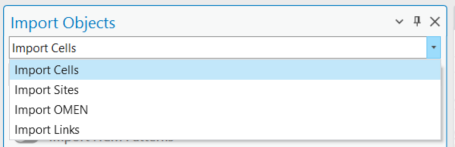 Import Objects
Import Cells
Import Cells
Import Sites
Import OMEN
Import Links